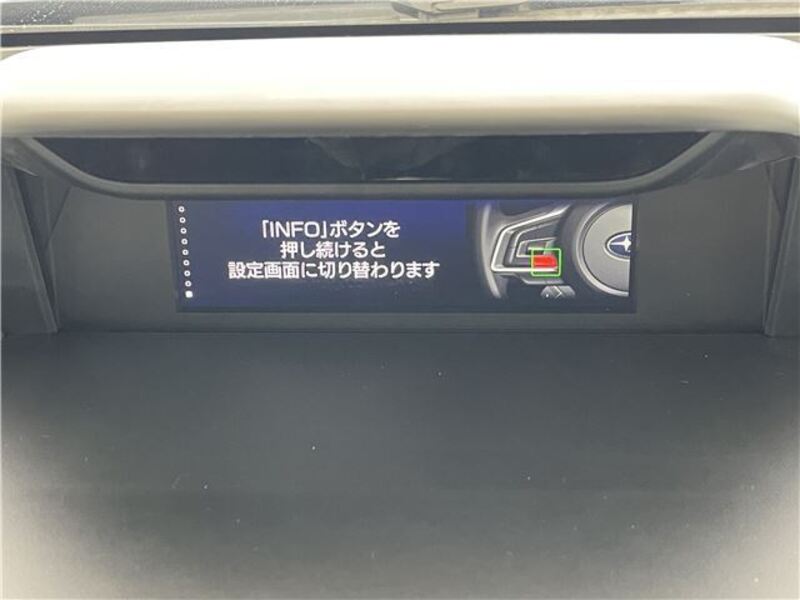 「INFO」ボタンを
押し続けると
設定画面に切り替わります